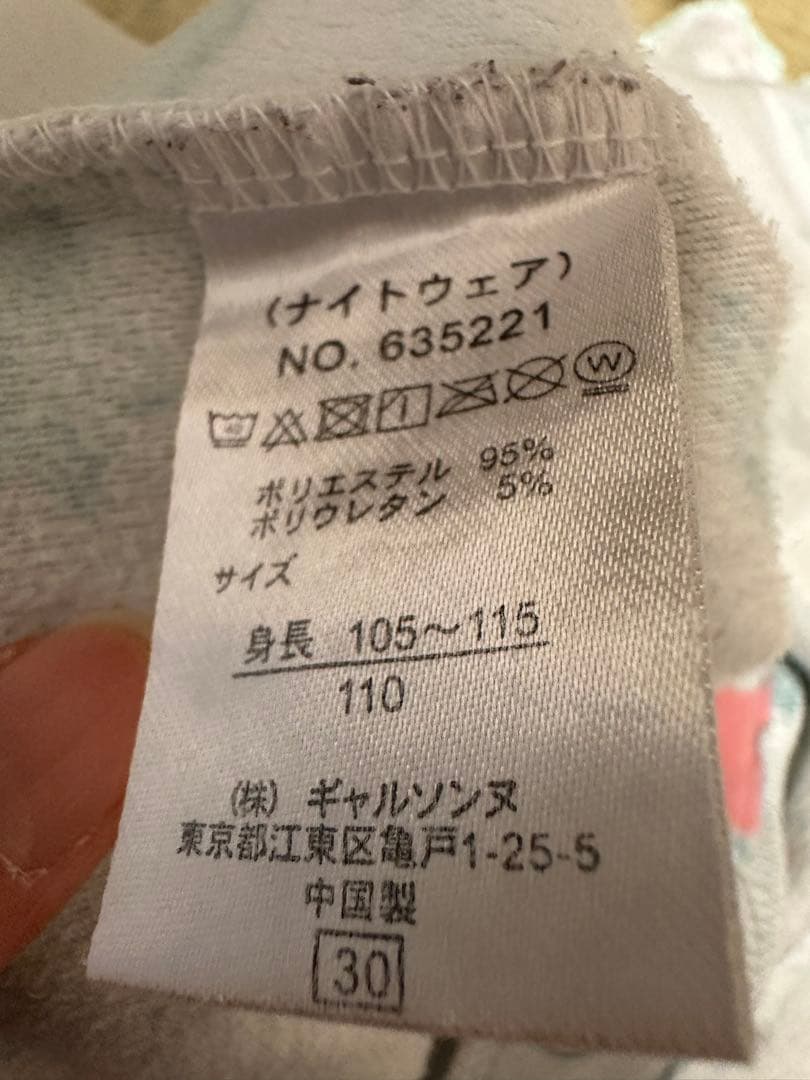 (ナイトウェア)
NO. 635221
ポリエステル 95%
ポリウレタン 5%
サイズ
身長 105～115
110
(株) ギャルソンヌ
東京都江東区亀戸1-25-5
中国製
30